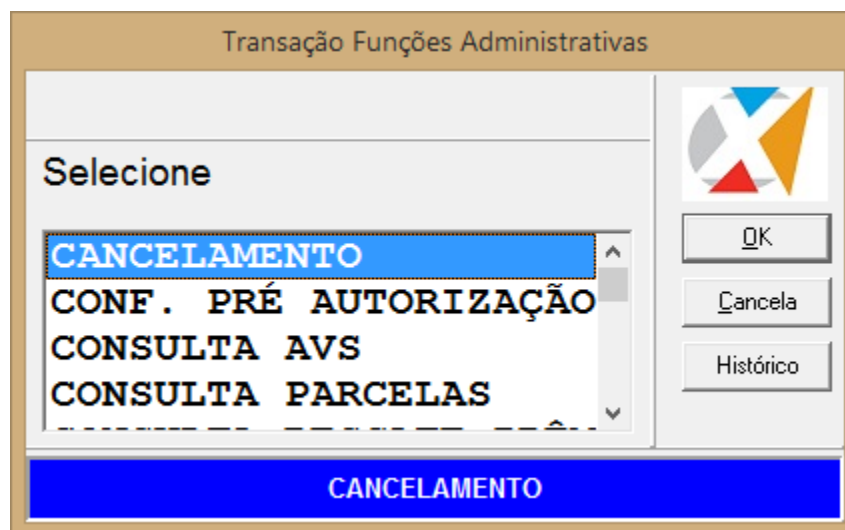 Transação Funções Administrativas
Selecione
CANCELAMENTO
CONF. PRÉ AUTORIZAÇÃO
CONSULTA AVS
CONSULTA PARCELAS
OK
Cancela
Histórico
CANCELAMENTO